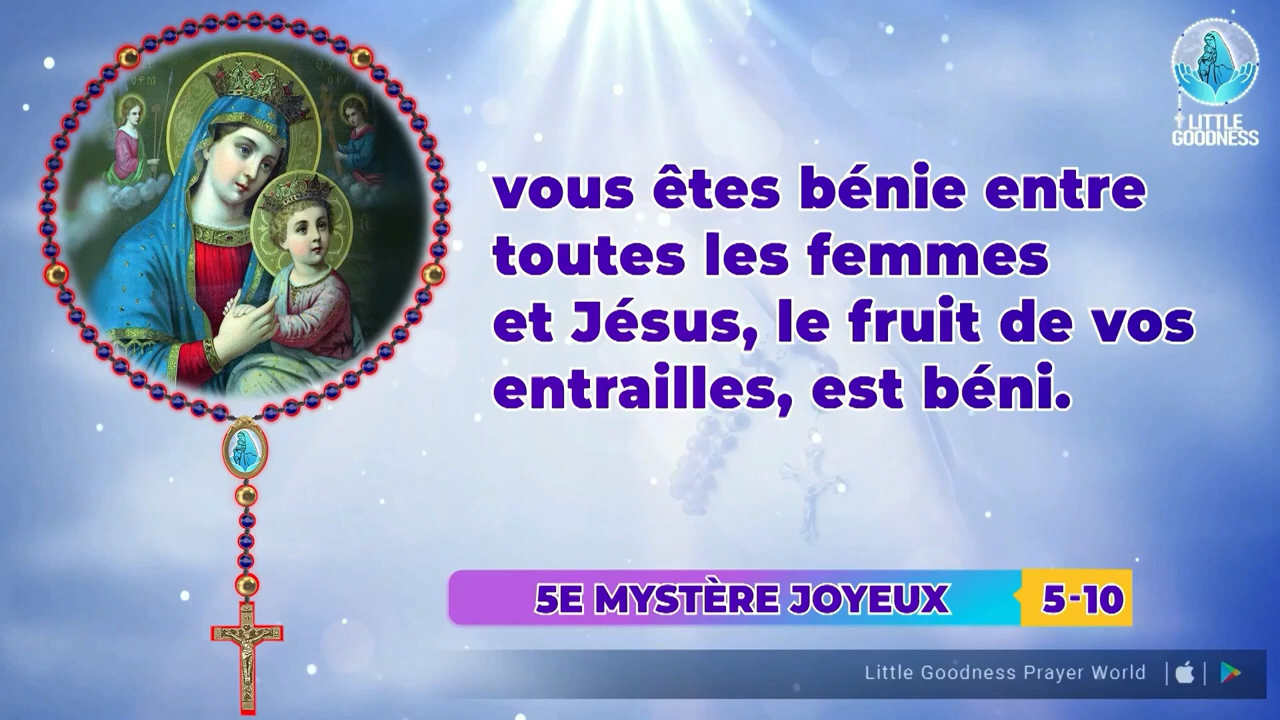 LITTLE
GOODNESS
vous êtes bénie entre
toutes les femmes
et Jésus, le fruit de vos
entrailles, est béni.
5E MYSTÈRE JOYEUX
5-10
Little Goodness Prayer World